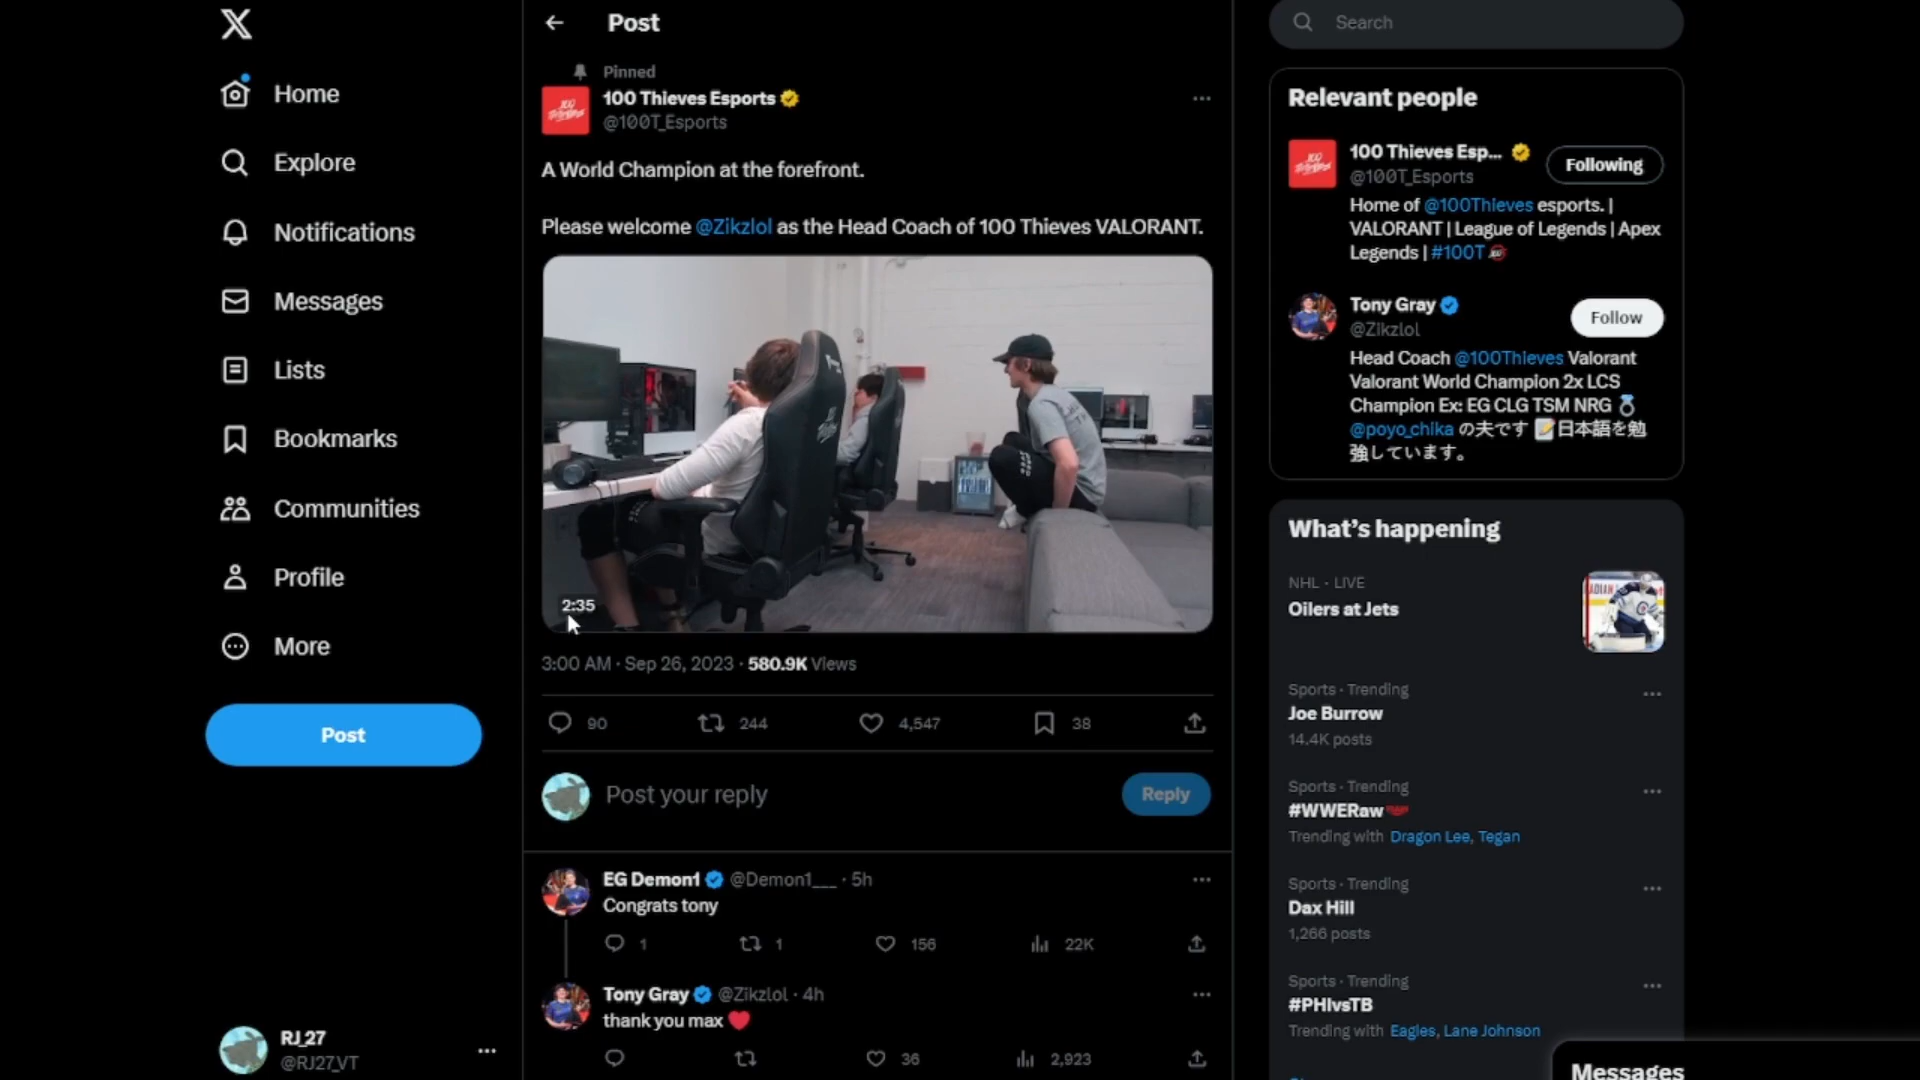 Home
Explore
Notifications
Messages
Lists
Bookmarks
Communities
Profile
More
Post
RJ_27
@RJ27_VT
Post
Pinned
100 Thieves Esports
@100T_Esports
A World Champion at the forefront.
Please welcome @Zikzlol as the Head Coach of 100 Thieves VALORANT.
2:35
3:00 AM · Sep 26, 2023 · 580.9K Views
90 244 4,547 38
Post your reply
Reply
EG Demon1 @Demon1___ · 5h
Congrats tony
1 1 156 22K
Tony Gray @Zikzlol · 4h
thank you max
36 2,923
Search
Relevant people
100 Thieves Esp...
@100T_Esports
Following
Home of @100Thieves esports. |
VALORANT | League of Legends | Apex
Legends | #100T
Tony Gray
@Zikzlol
Follow
Head Coach @100Thieves Valorant
Valorant World Champion 2x LCS
Champion Ex: EG CLG TSM NRG
@poyo_chika の夫です 日本語を勉
強しています。
What's happening
NHL · LIVE
Oilers at Jets
Sports · Trending
Joe Burrow
14.4K posts
Sports · Trending
#WWERaw
Trending with Dragon Lee, Tegan
Sports · Trending
Dax Hill
1,266 posts
Sports · Trending
#PHIvsTB
Trending with Eagles, Lane Johnson
Messages